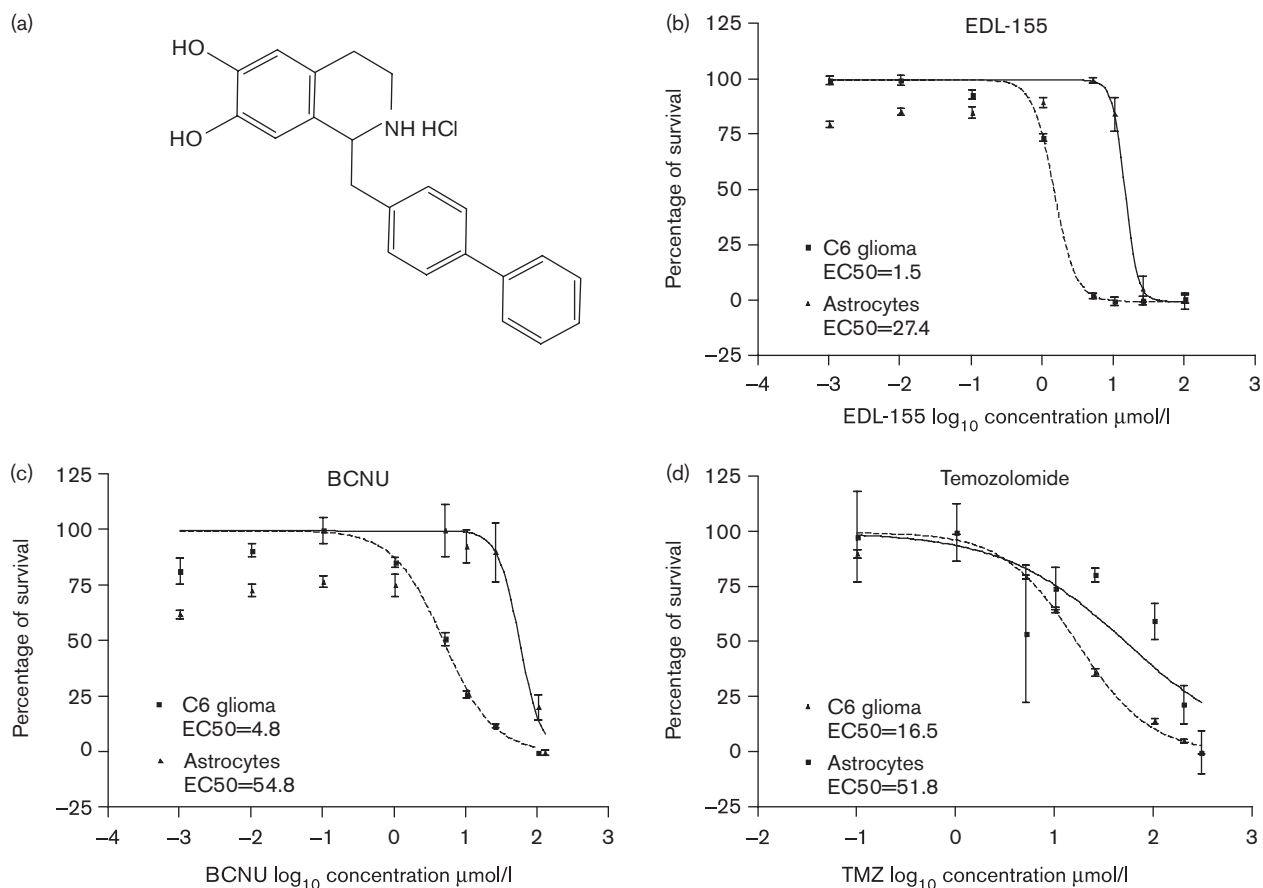 (a)
HO
HO
NH HCl
(b)
EDL-155
125
100
75
50
25
0
−25
Percentage of survival
C6 glioma
EC50=1.5
Astrocytes
EC50=27.4
−4 −3 −2 −1 0 1 2 3
EDL-155 log10 concentration μmol/l
(c)
BCNU
125
100
75
50
25
0
−25
Percentage of survival
C6 glioma
EC50=4.8
Astrocytes
EC50=54.8
−4 −3 −2 −1 0 1 2 3
BCNU log10 concentration μmol/l
(d)
Temozolomide
125
100
75
50
25
0
−25
Percentage of survival
C6 glioma
EC50=16.5
Astrocytes
EC50=51.8
−2 −1 0 1 2 3
TMZ log10 concentration μmol/l